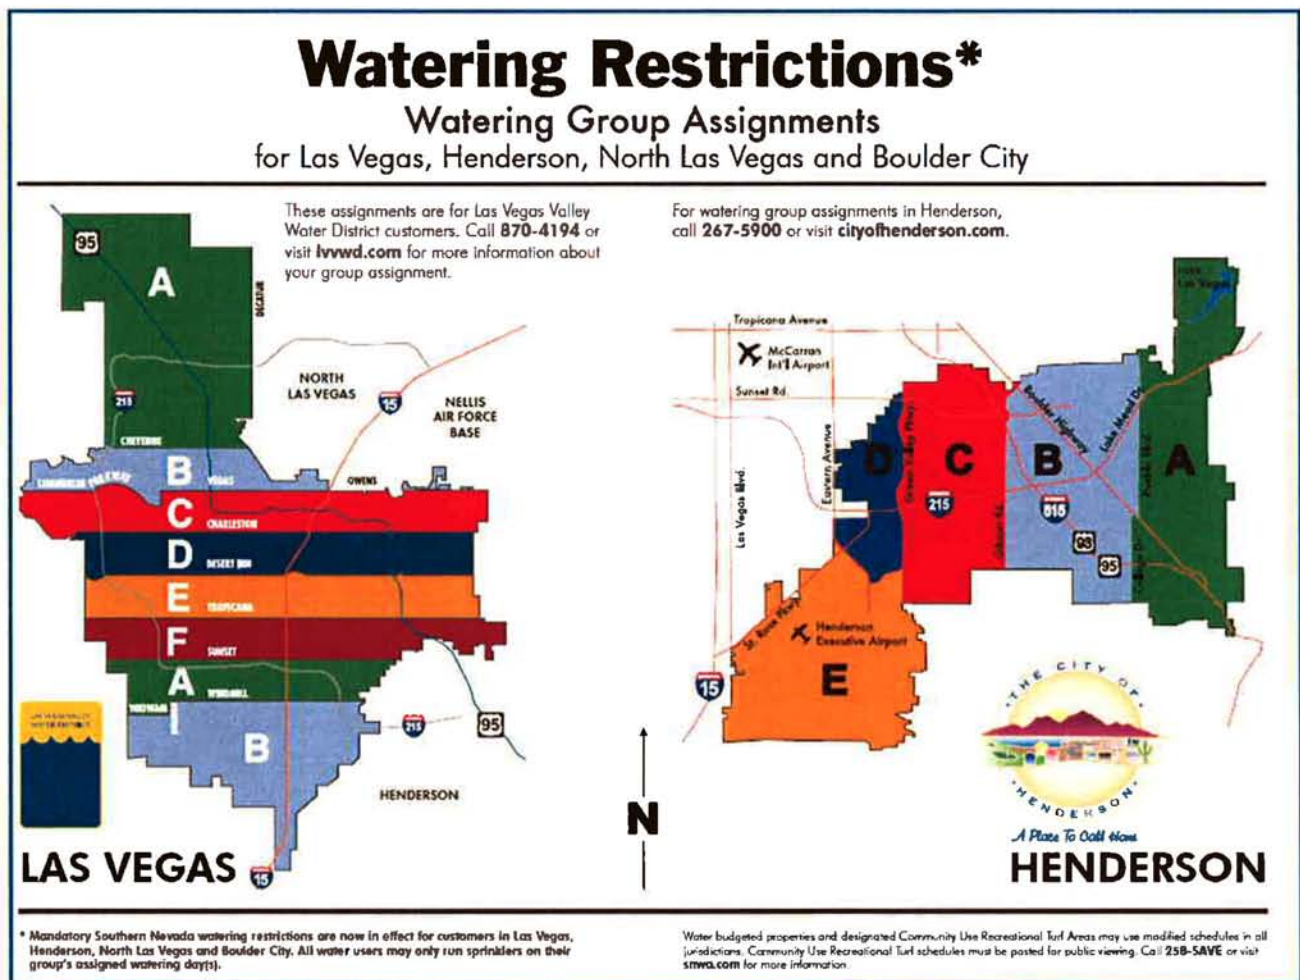 Watering Restrictions*
Watering Group Assignments
for Las Vegas, Henderson, North Las Vegas and Boulder City
These assignments are for Las Vegas Valley
Water District customers. Call 870-4194 or
visit lvvwd.com for more information about
your group assignment.
For watering group assignments in Henderson,
call 267-5900 or visit cityofhenderson.com.
95
A
DECATUR
NORTH
LAS VEGAS
15
NELLIS
AIR FORCE
BASE
215
CHEYENNE
B
VEGAS
OWENS
C
CHARLESTON
D
DESERT INN
E
TROPICANA
F
SUNSET
A
WINDMILL
B
215
95
HENDERSON
15
LAS VEGAS
N
Lake
Las Vegas
Tropicana Avenue
McCarran
Int'l Airport
Sunset Rd.
Las Vegas Blvd.
Eastern Avenue
D
Green Valley Pkwy.
C
215
Gibson Rd.
Boulder Highway
B
515
93
95
Lake Mead Dr.
A
St. Rose Pkwy.
Henderson
Executive Airport
E
15
THE CITY OF
HENDERSON
A Place To Call Home
HENDERSON
* Mandatory Southern Nevada watering restrictions are now in effect for customers in Las Vegas,
Henderson, North Las Vegas and Boulder City. All water users may only run sprinklers on their
group's assigned watering day(s).
Water budgeted properties and designated Community Use Recreational Turf Areas may use modified schedules in all
jurisdictions. Community Use Recreational Turf schedules must be posted for public viewing. Call 258-SAVE or visit
snwa.com for more information.